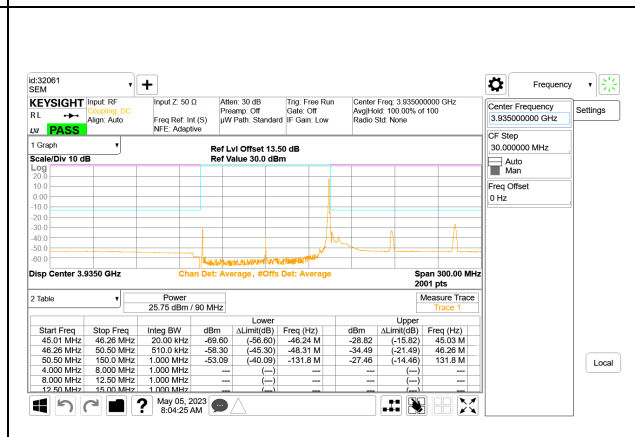 id:32061
SEM
KEYSIGHT
RL
PASS
Input: RF
Coupling: DC
Align: Auto
Input Z: 50 Ω
Freq Ref: Int (S)
NFE: Adaptive
Atten: 30 dB
Preamp: Off
µW Path: Standard
Trig: Free Run
Gate: Off
IF Gain: Low
Center Freq: 3.935000000 GHz
Avg|Hold: 100.00% of 100
Radio Std: None
1 Graph
Scale/Div 10 dB
Ref Lvl Offset 13.50 dB
Ref Value 30.0 dBm
Log
20.0
10.0
0.00
-10.0
-20.0
-30.0
-40.0
-50.0
-60.0
Disp Center 3.9350 GHz
Chan Det: Average , #Offs Det: Average
Span 300.00 MHz
2001 pts
2 Table
Power
25.75 dBm / 90 MHz
Measure Trace
Trace 1
Lower Upper
Start Freq Stop Freq Integ BW dBm ΔLimit(dB) Freq (Hz) dBm ΔLimit(dB) Freq (Hz)
45.01 MHz 46.26 MHz 20.00 kHz -69.60 (-56.60) -46.24 M -28.82 (-15.82) 45.03 M
46.26 MHz 50.50 MHz 510.0 kHz -58.30 (-45.30) -48.31 M -34.49 (-21.49) 46.26 M
50.50 MHz 150.0 MHz 1.000 MHz -53.09 (-40.09) -131.8 M -27.46 (-14.46) 131.8 M
4.000 MHz 8.000 MHz 1.000 MHz --- (---) --- --- (---) ---
8.000 MHz 12.50 MHz 1.000 MHz --- (---) --- --- (---) ---
12.50 MHz 15.00 MHz 1.000 MHz --- (---) --- --- (---) ---
?
May 05, 2023
8:04:25 AM
Frequency
Center Frequency
3.935000000 GHz
Settings
CF Step
30.000000 MHz
Auto
Man
Freq Offset
0 Hz
Local